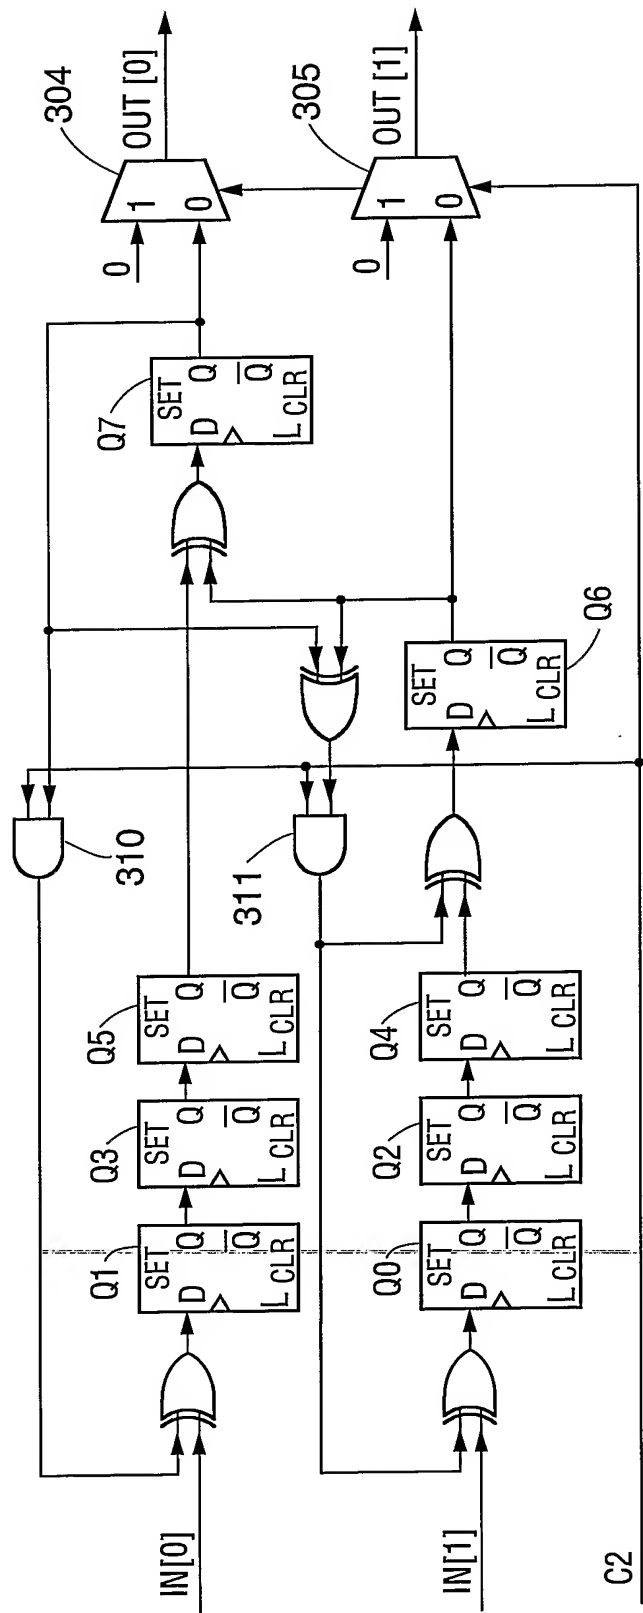 IN[0]
Q1
SET
D
Q
Q
L
CLR
Q3
SET
D
Q
Q
L
CLR
Q5
SET
D
Q
Q
L
CLR
310
Q7
SET
D
Q
Q
L
CLR
0
1
0
304
OUT [0]
IN[1]
Q0
SET
D
Q
Q
L
CLR
Q2
SET
D
Q
Q
L
CLR
Q4
SET
D
Q
Q
L
CLR
311
Q6
SET
D
Q
Q
L
CLR
0
1
0
305
OUT [1]
C2